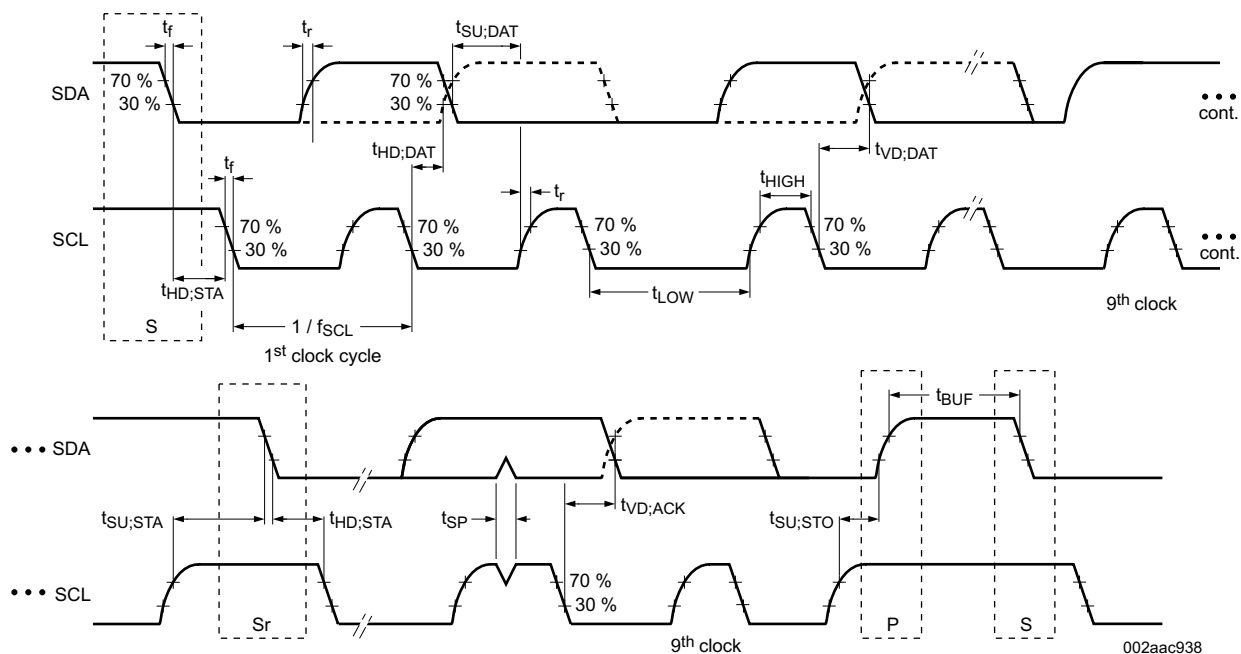 tf
tr
tSU;DAT
SDA
70 %
30 %
70 %
30 %
cont.
tHD;DAT
tVD;DAT
tf
tr
tHIGH
SCL
70 %
30 %
70 %
30 %
70 %
30 %
cont.
tHD;STA
tLOW
9th clock
S
1 / fSCL
1st clock cycle
tBUF
SDA
tSU;STA
tHD;STA
tSP
tVD;ACK
tSU;STO
SCL
70 %
30 %
Sr
9th clock
P
S
002aac938